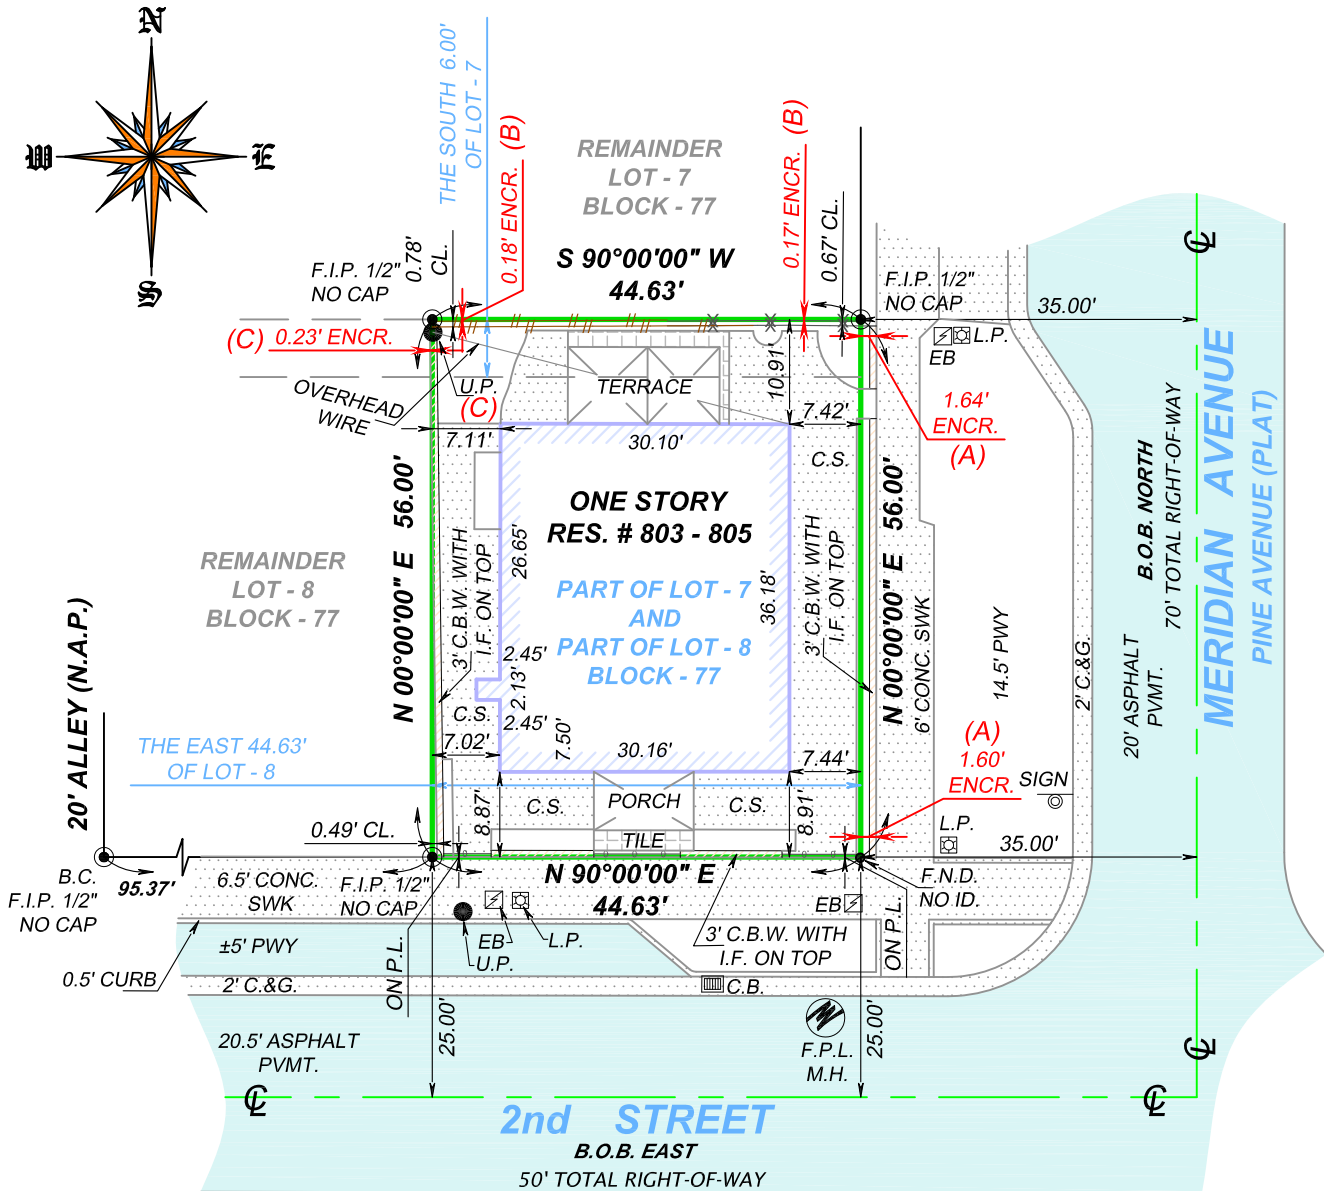 N
W
E
S
THE SOUTH 6.00'
OF LOT - 7
0.18' ENCR. (B)
REMAINDER
LOT - 7
BLOCK - 77
0.17' ENCR. (B)
0.78'
CL.
0.67' CL.
S 90°00'00" W
44.63'
F.I.P. 1/2"
NO CAP
F.I.P. 1/2"
NO CAP
35.00'
(C) 0.23' ENCR.
L.P.
EB
OVERHEAD
WIRE
U.P.
(C)
TERRACE
10.91'
1.64'
ENCR.
(A)
7.11'
30.10'
7.42'
C.S.
N 00°00'00" E 56.00'
ONE STORY
RES. # 803 - 805
PART OF LOT - 7
AND
PART OF LOT - 8
BLOCK - 77
26.65'
36.18'
3' C.B.W. WITH
I.F. ON TOP
3' C.B.W. WITH
I.F. ON TOP
N 00°00'00" E 56.00'
6' CONC. SWK
14.5' PWY
2' C.&G.
20' ASPHALT
PVMT.
B.O.B. NORTH
70' TOTAL RIGHT-OF-WAY
MERIDIAN AVENUE
PINE AVENUE (PLAT)
REMAINDER
LOT - 8
BLOCK - 77
20' ALLEY (N.A.P.)
2.45'
2.13'
2.45'
7.50'
C.S.
7.02'
30.16'
7.44'
THE EAST 44.63'
OF LOT - 8
(A)
1.60'
ENCR.
SIGN
8.87'
C.S.
PORCH
C.S.
8.91'
TILE
0.49' CL.
L.P.
35.00'
B.C.
F.I.P. 1/2"
NO CAP
95.37'
6.5' CONC.
SWK
F.I.P. 1/2"
NO CAP
N 90°00'00" E
44.63'
F.N.D.
NO ID.
EB
EB
L.P.
U.P.
3' C.B.W. WITH
I.F. ON TOP
ON P.L.
ON P.L.
±5' PWY
0.5' CURB
2' C.&G.
C.B.
20.5' ASPHALT
PVMT.
25.00'
F.P.L.
M.H.
25.00'
2nd STREET
B.O.B. EAST
50' TOTAL RIGHT-OF-WAY
℄
℄
℄
℄